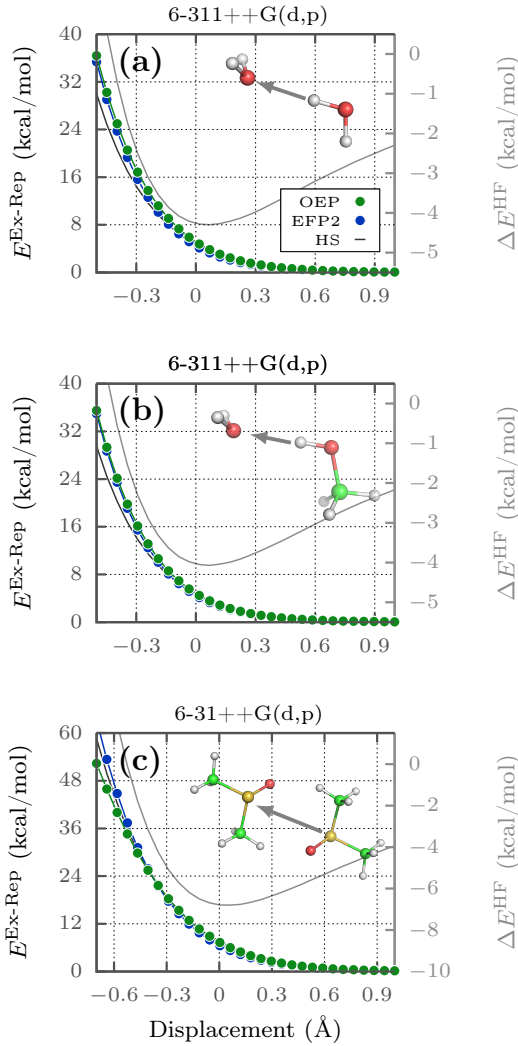 6-311++G(d,p)
(a)
40
32
24
16
8
0
E^Ex-Rep (kcal/mol)
0
−1
−2
−3
−4
−5
ΔE^HF (kcal/mol)
OEP
EFP2
HS
−0.3 0 0.3 0.6 0.9
6-311++G(d,p)
(b)
40
32
24
16
8
0
E^Ex-Rep (kcal/mol)
0
−1
−2
−3
−4
−5
ΔE^HF (kcal/mol)
−0.3 0 0.3 0.6 0.9
6-31++G(d,p)
(c)
60
48
36
24
12
0
E^Ex-Rep (kcal/mol)
0
−2
−4
−6
−8
−10
ΔE^HF (kcal/mol)
−0.6 −0.3 0 0.3 0.6 0.9
Displacement (Å)